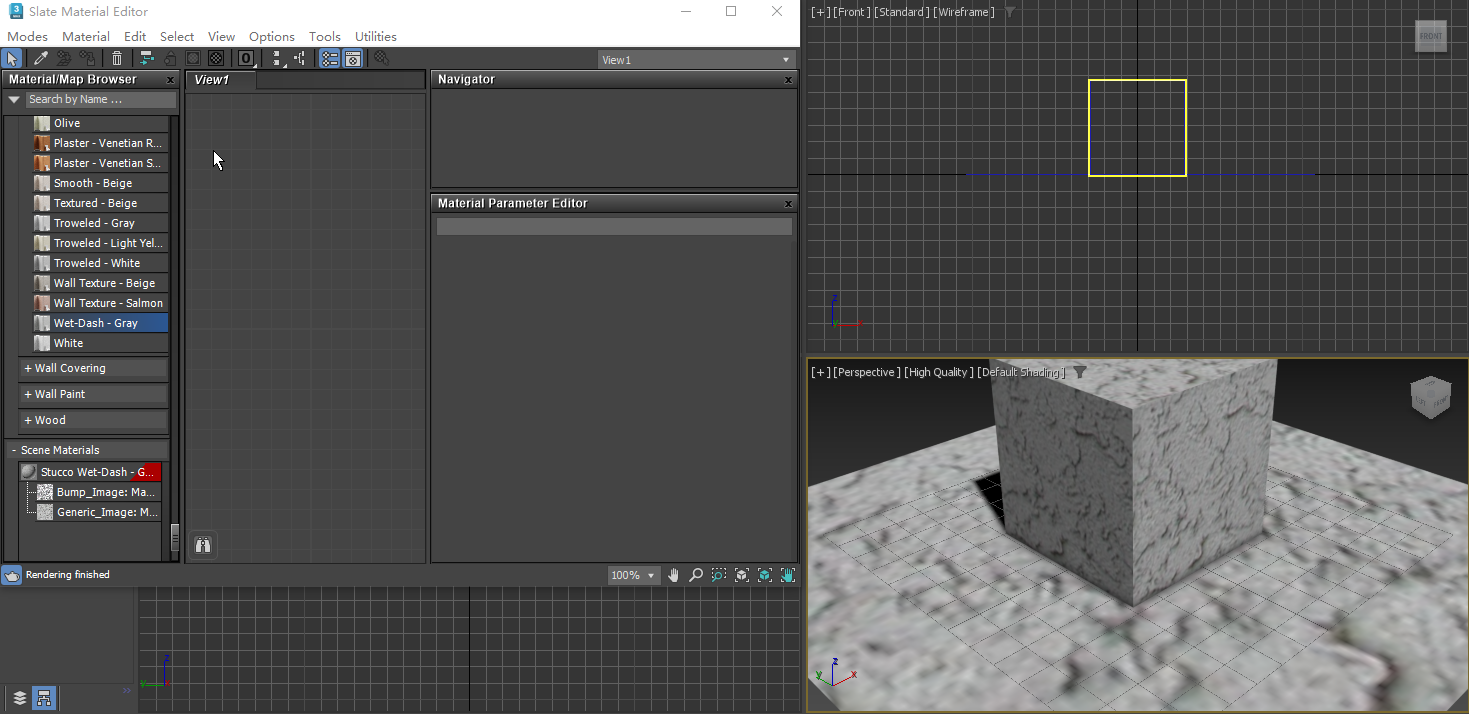 Slate Material Editor
Modes Material Edit Select View Options Tools Utilities
View1
Material/Map Browser x
Search by Name ...
Olive
Plaster - Venetian R...
Plaster - Venetian S...
Smooth - Beige
Textured - Beige
Troweled - Gray
Troweled - Light Yel...
Troweled - White
Wall Texture - Beige
Wall Texture - Salmon
Wet-Dash - Gray
White
+ Wall Covering
+ Wall Paint
+ Wood
- Scene Materials
Stucco Wet-Dash - G...
Bump_Image: Ma...
Generic_Image: M...
View1
Navigator x
Material Parameter Editor x
Rendering finished
100%
z
y
[+] [Front] [Standard] [Wireframe]
FRONT
z
y x
[+] [Perspective] [High Quality] [Default Shading]
FRONT
z
y x